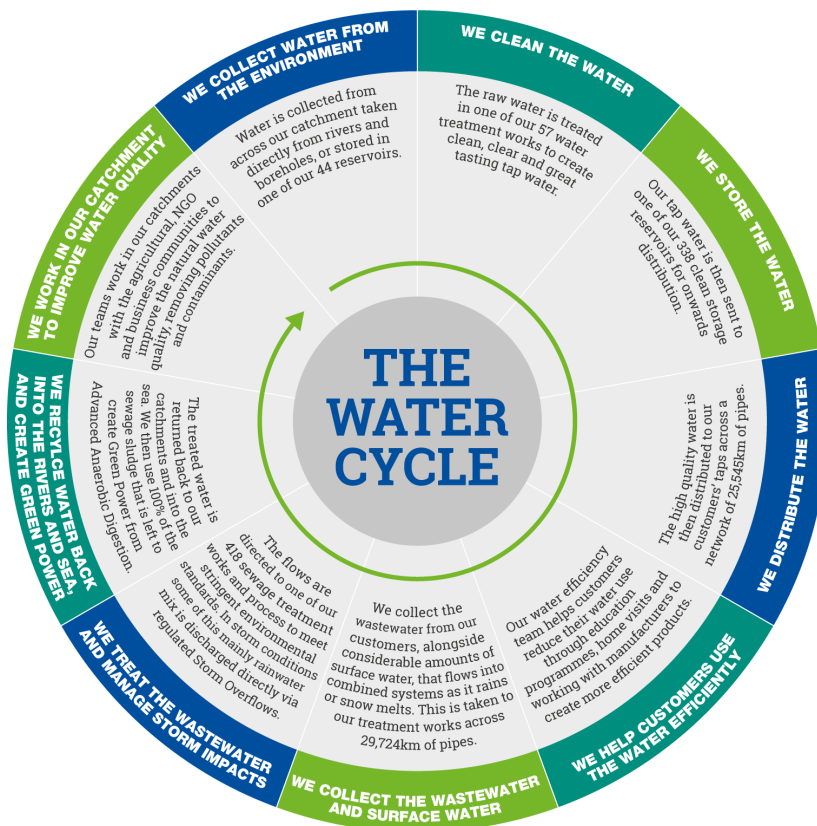 THE
WATER
CYCLE
WE COLLECT WATER FROM
THE ENVIRONMENT
Water is collected from
across our catchment taken
directly from rivers and
boreholes, or stored in
one of our 44 reservoirs.
WE CLEAN THE WATER
The raw water is treated
in one of our 57 water
treatment works to create
clean, clear and great
tasting tap water.
WE STORE THE WATER
Our tap water is then sent to
one of our 338 clean storage
reservoirs for onwards
distribution.
WE DISTRIBUTE THE WATER
The high quality water is
then distributed to our
customers' taps across a
network of 25,545km of pipes.
WE HELP CUSTOMERS USE
THE WATER EFFICIENTLY
Our water efficiency
team helps customers
reduce their water use
through education
programmes, home visits and
working with manufacturers to
create more efficient products.
WE COLLECT THE WASTEWATER
AND SURFACE WATER
We collect the
wastewater from our
customers, alongside
considerable amounts of
surface water, that flows into
combined systems as it rains
or snow melts. This is taken to
our treatment works across
29,724km of pipes.
WE TREAT THE WASTEWATER
AND MANAGE STORM IMPACTS
The flows are
directed to one of our
418 sewage treatment
works and process to meet
stringent environmental
standards. In storm conditions
some of this mainly rainwater
mix is discharged directly via
regulated Storm Overflows.
WE RECYLCE WATER BACK
INTO THE RIVERS AND SEA,
AND CREATE GREEN POWER
The treated water is
returned back to our
catchments and into the
sea. We then use 100% of the
sewage sludge that is left to
create Green Power from
Advanced Anaerobic Digestion.
WE WORK IN OUR CATCHMENT
TO IMPROVE WATER QUALITY
Our teams work in our catchments
with the agricultural, NGO
and business communities to
improve the natural water
quality, removing pollutants
and contaminants.